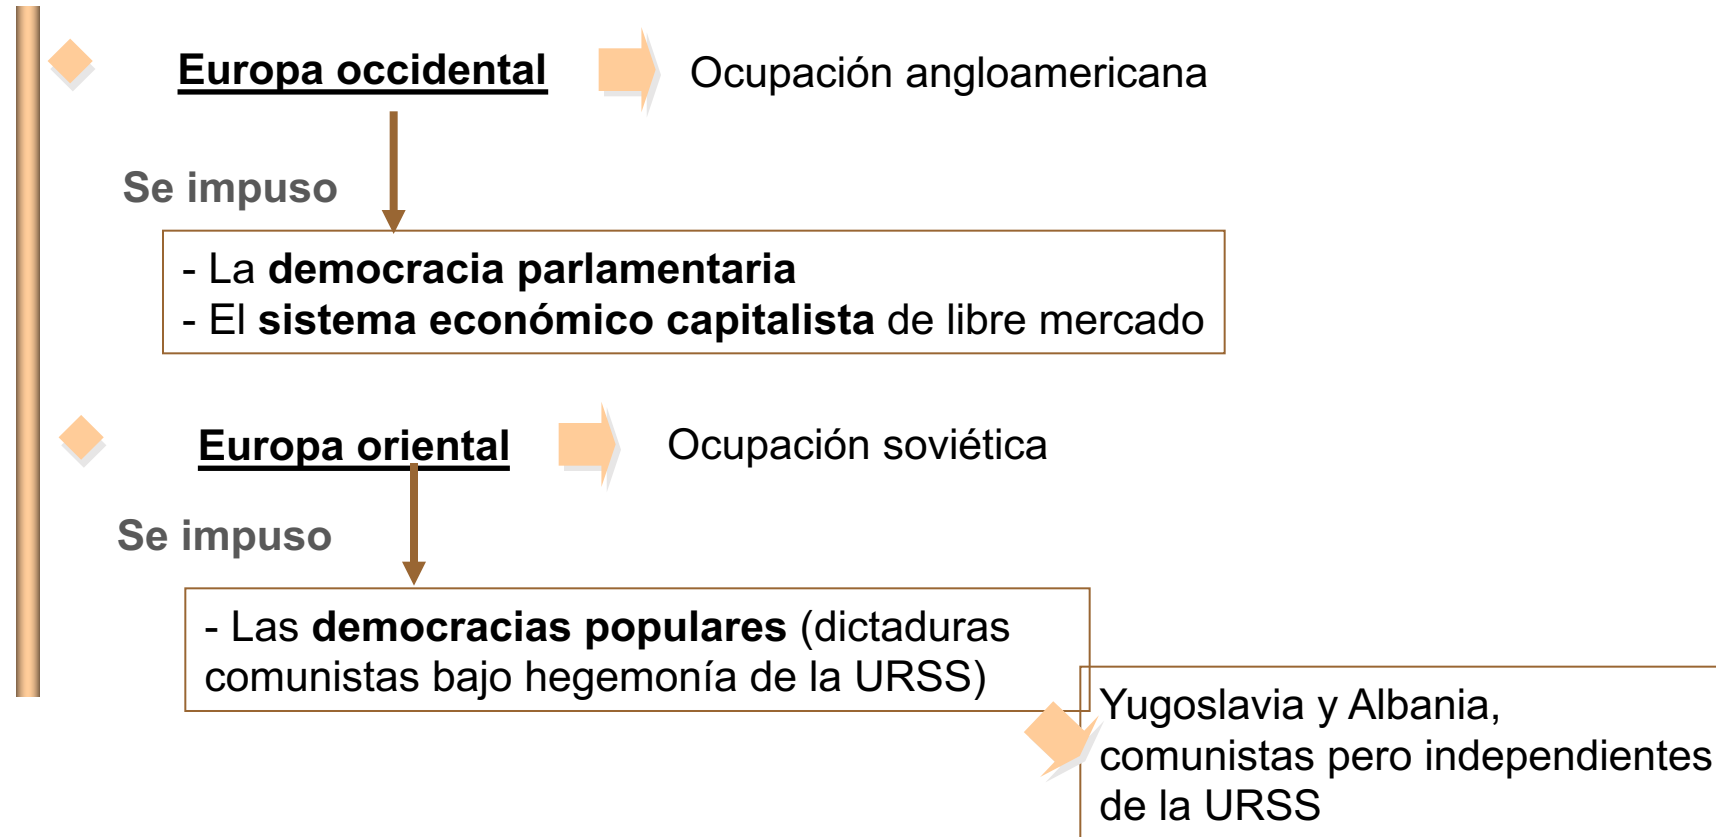 Europa occidental Ocupación angloamericana
Se impuso
- La democracia parlamentaria
- El sistema económico capitalista de libre mercado
Europa oriental Ocupación soviética
Se impuso
- Las democracias populares (dictaduras
comunistas bajo hegemonía de la URSS)
Yugoslavia y Albania,
comunistas pero independientes
de la URSS